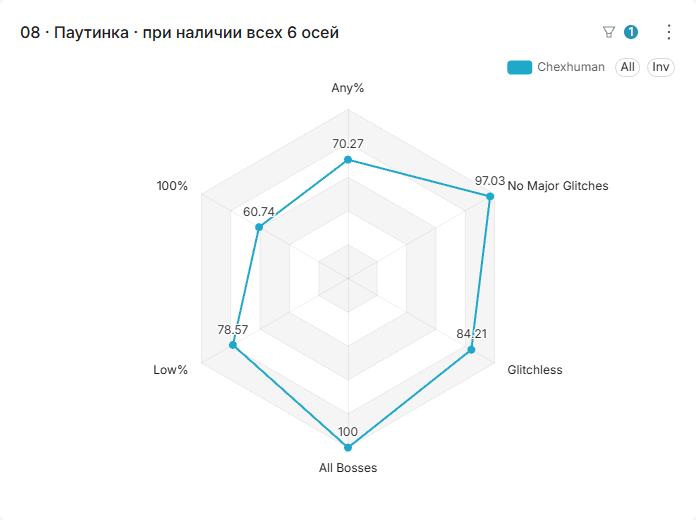 08 · Паутинка · при наличии всех 6 осей
1
Chexhuman All Inv
Any%
70.27
97.03
100%
No Major Glitches
60.74
78.57
84.21
Low%
Glitchless
100
All Bosses